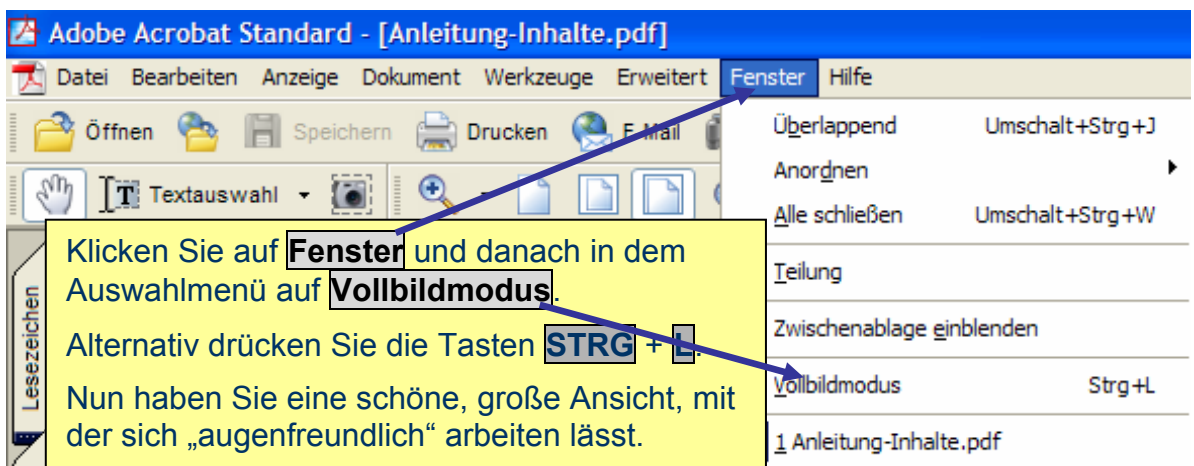 Adobe Acrobat Standard - [Anleitung-Inhalte.pdf]
Datei Bearbeiten Anzeige Dokument Werkzeuge Erweitert Fenster Hilfe
Öffnen Speichern Drucken E-Mail
Textauswahl
Überlappend Umschalt+Strg+J
Anordnen
Alle schließen Umschalt+Strg+W
Teilung
Zwischenablage einblenden
Vollbildmodus Strg+L
1 Anleitung-Inhalte.pdf
Lesezeichen
Klicken Sie auf Fenster und danach in dem
Auswahlmenü auf Vollbildmodus.
Alternativ drücken Sie die Tasten STRG + L.
Nun haben Sie eine schöne, große Ansicht, mit
der sich „augenfreundlich“ arbeiten lässt.